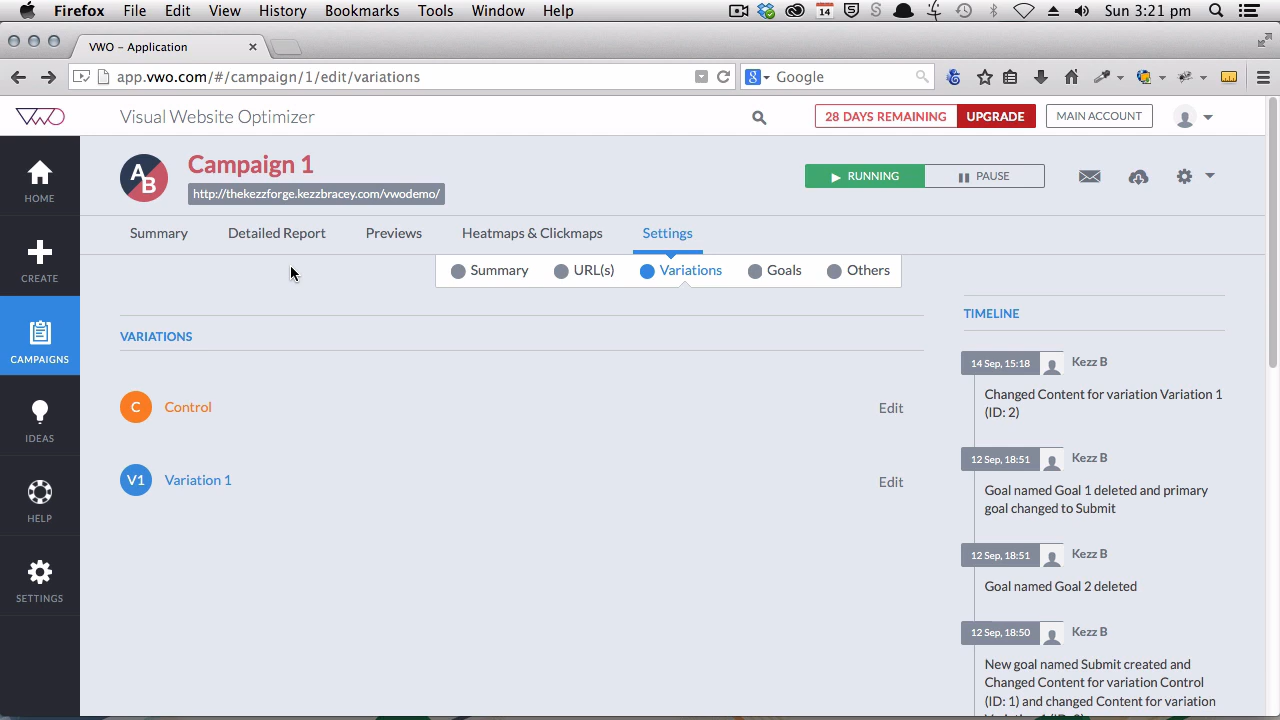 Firefox File Edit View History Bookmarks Tools Window Help 14 Sun 3:21 pm
VWO – Application
app.vwo.com/#/campaign/1/edit/variations
Google
VWO Visual Website Optimizer 28 DAYS REMAINING UPGRADE MAIN ACCOUNT
AB
Campaign 1
http://thekezzforge.kezzbracey.com/vwodemo/
RUNNING PAUSE
HOME
CREATE
CAMPAIGNS
IDEAS
HELP
SETTINGS
Summary Detailed Report Previews Heatmaps & Clickmaps Settings
Summary URL(s) Variations Goals Others
VARIATIONS
C Control Edit
V1 Variation 1 Edit
TIMELINE
14 Sep, 15:18 Kezz B
Changed Content for variation Variation 1
(ID: 2)
12 Sep, 18:51 Kezz B
Goal named Goal 1 deleted and primary
goal changed to Submit
12 Sep, 18:51 Kezz B
Goal named Goal 2 deleted
12 Sep, 18:50 Kezz B
New goal named Submit created and
Changed Content for variation Control
(ID: 1) and changed Content for variation